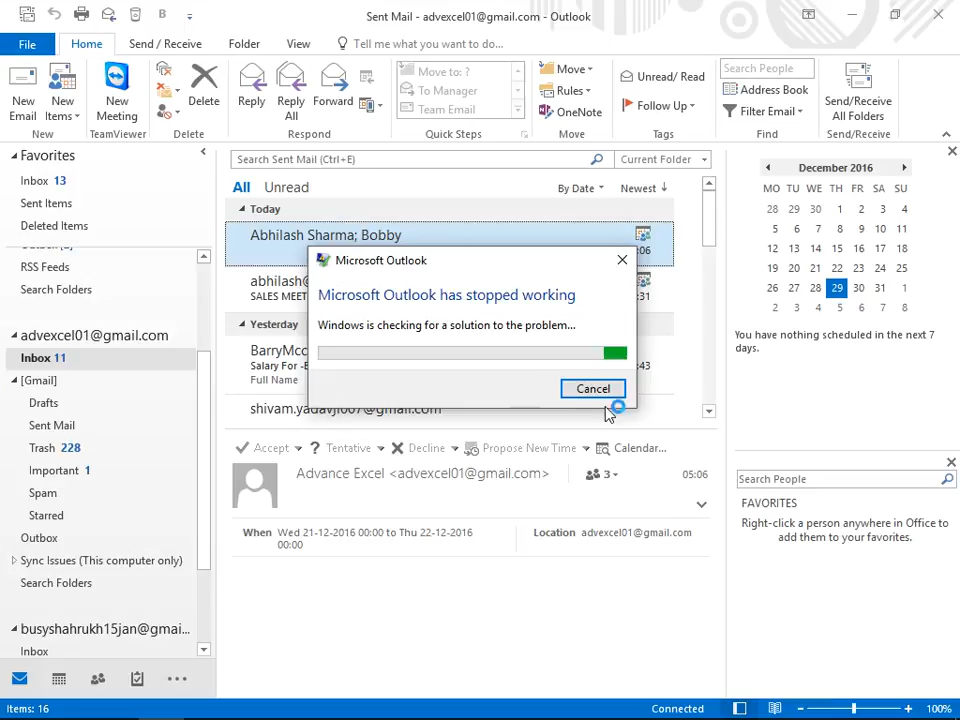 Sent Mail - advexcel01@gmail.com - Outlook
File
Home
Send / Receive
Folder
View
Tell me what you want to do...
New Email
New Items
New
New Meeting
TeamViewer
Delete
Delete
Reply
Reply All
Forward
Respond
Move to: ?
To Manager
Team Email
Quick Steps
Move
Rules
OneNote
Move
Unread/ Read
Follow Up
Tags
Search People
Address Book
Filter Email
Find
Send/Receive All Folders
Send/Receive
Favorites
Inbox 13
Sent Items
Deleted Items
RSS Feeds
Search Folders
advexcel01@gmail.com
Inbox 11
[Gmail]
Drafts
Sent Mail
Trash 228
Important 1
Spam
Starred
Outbox
Sync Issues (This computer only)
Search Folders
busyshahrukh15jan@gmai...
Inbox
Items: 16
Search Sent Mail (Ctrl+E)
Current Folder
All Unread
By Date
Newest
Today
Abhilash Sharma; Bobby
:06
abhilash@
SALES MEET
:31
Yesterday
BarryMcc
Salary For -E
:43
Full Name
Microsoft Outlook
Microsoft Outlook has stopped working
Windows is checking for a solution to the problem...
Cancel
Accept
Tentative
Decline
Propose New Time
Calendar...
Advance Excel <advexcel01@gmail.com>
3
05:06
When Wed 21-12-2016 00:00 to Thu 22-12-2016
00:00
Location advexcel01@gmail.com
December 2016
MO TU WE TH FR SA SU
28 29 30 1 2 3 4
5 6 7 8 9 10 11
12 13 14 15 16 17 18
19 20 21 22 23 24 25
26 27 28 29 30 31 1
2 3 4 5 6 7 8
You have nothing scheduled in the next 7
days.
Search People
FAVORITES
Right-click a person anywhere in Office to
add them to your favorites.
Connected
100%